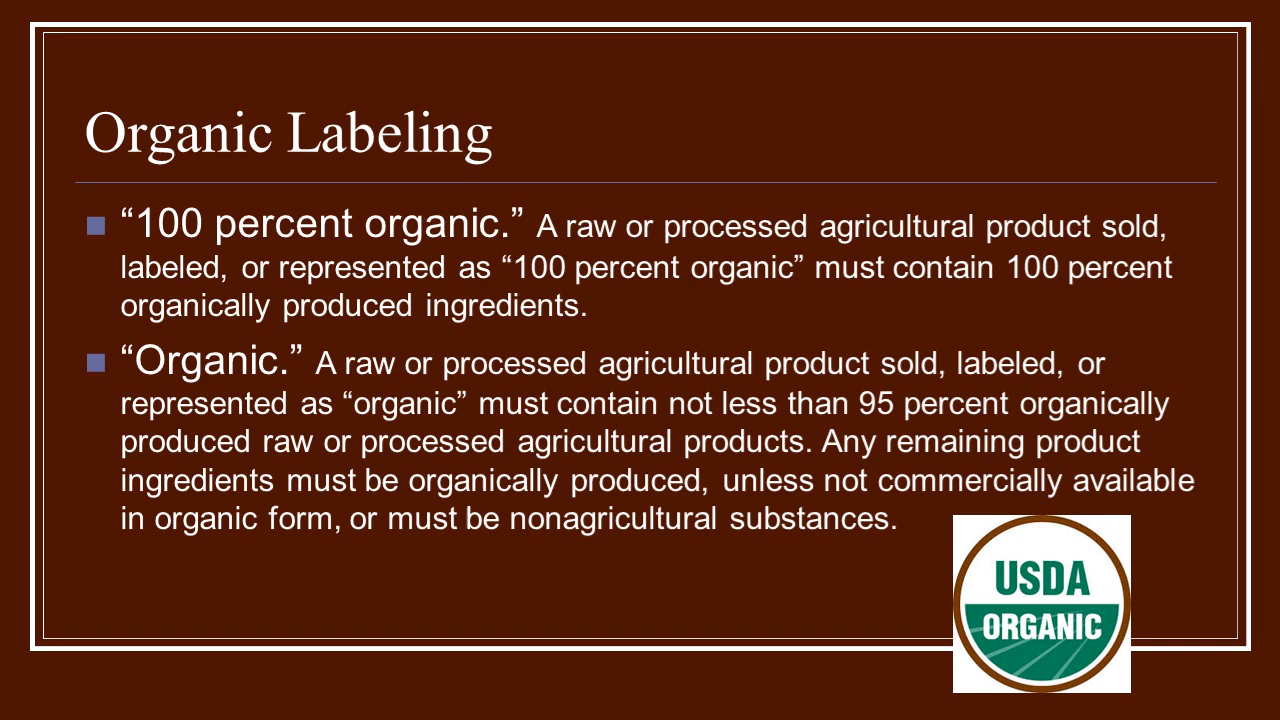 Organic Labeling
“100 percent organic.” A raw or processed agricultural product sold,
labeled, or represented as “100 percent organic” must contain 100 percent
organically produced ingredients.
“Organic.” A raw or processed agricultural product sold, labeled, or
represented as “organic” must contain not less than 95 percent organically
produced raw or processed agricultural products. Any remaining product
ingredients must be organically produced, unless not commercially available
in organic form, or must be nonagricultural substances.
USDA
ORGANIC